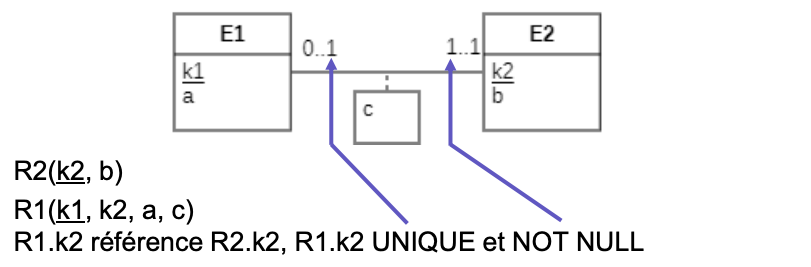 E1
E2
0..1
1..1
k1
a
k2
b
c
R2(k2, b)
R1(k1, k2, a, c)
R1.k2 référence R2.k2, R1.k2 UNIQUE et NOT NULL